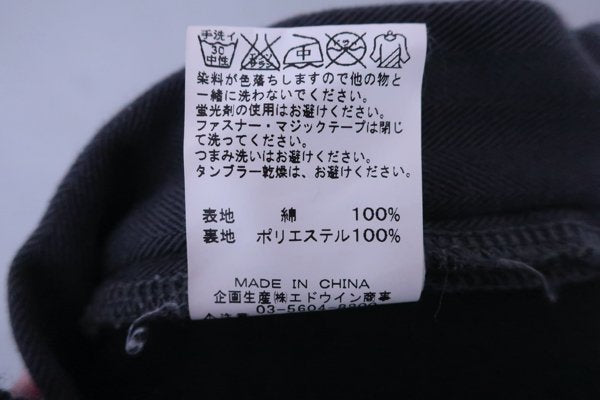 手洗イ
30
中性
中
染料が色落ちしますので他の物と
一緒に洗わないでください。
蛍光剤の使用はお避けください。
ファスナー・マジックテープは閉じ
て洗ってください。
つまみ洗いはお避けください。
タンブラー乾燥は、お避けください。
表地 綿 100%
裏地 ポリエステル100%
MADE IN CHINA
企画生産㈱エドウイン商事
03-5604-